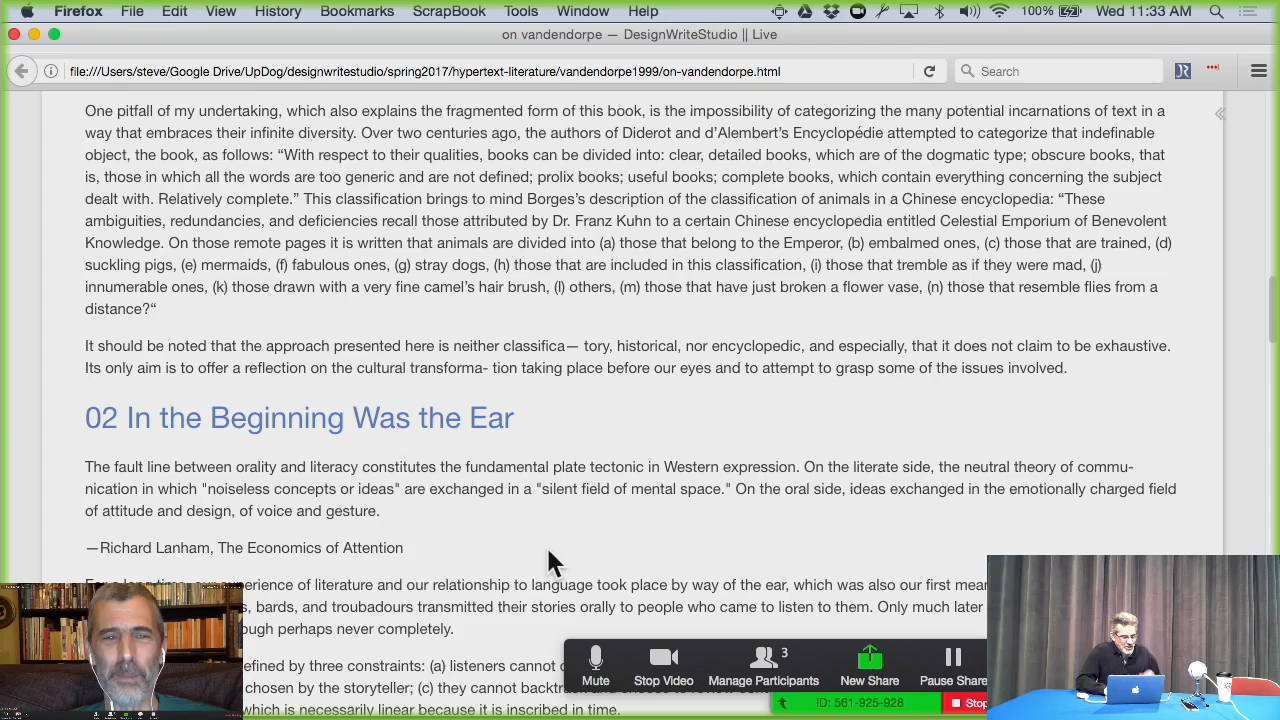 Firefox File Edit View History Bookmarks ScrapBook Tools Window Help 100% Wed 11:33 AM
on vandendorpe — DesignWriteStudio || Live
file:///Users/steve/Google Drive/UpDog/designwritestudio/spring2017/hypertext-literature/vandendorpe1999/on-vandendorpe.html Search
One pitfall of my undertaking, which also explains the fragmented form of this book, is the impossibility of categorizing the many potential incarnations of text in a
way that embraces their infinite diversity. Over two centuries ago, the authors of Diderot and d’Alembert’s Encyclopédie attempted to categorize that indefinable
object, the book, as follows: “With respect to their qualities, books can be divided into: clear, detailed books, which are of the dogmatic type; obscure books, that
is, those in which all the words are too generic and are not defined; prolix books; useful books; complete books, which contain everything concerning the subject
dealt with. Relatively complete.” This classification brings to mind Borges’s description of the classification of animals in a Chinese encyclopedia: “These
ambiguities, redundancies, and deficiencies recall those attributed by Dr. Franz Kuhn to a certain Chinese encyclopedia entitled Celestial Emporium of Benevolent
Knowledge. On those remote pages it is written that animals are divided into (a) those that belong to the Emperor, (b) embalmed ones, (c) those that are trained, (d)
suckling pigs, (e) mermaids, (f) fabulous ones, (g) stray dogs, (h) those that are included in this classification, (i) those that tremble as if they were mad, (j)
innumerable ones, (k) those drawn with a very fine camel’s hair brush, (l) others, (m) those that have just broken a flower vase, (n) those that resemble flies from a
distance?“
It should be noted that the approach presented here is neither classifica— tory, historical, nor encyclopedic, and especially, that it does not claim to be exhaustive.
Its only aim is to offer a reflection on the cultural transforma- tion taking place before our eyes and to attempt to grasp some of the issues involved.
02 In the Beginning Was the Ear
The fault line between orality and literacy constitutes the fundamental plate tectonic in Western expression. On the literate side, the neutral theory of commu-
nication in which "noiseless concepts or ideas" are exchanged in a "silent field of mental space." On the oral side, ideas exchanged in the emotionally charged field
of attitude and design, of voice and gesture.
—Richard Lanham, The Economics of Attention
of literature and our relationship to language took place by way of the ear, which was also our first
, bards, and troubadours transmitted their stories orally to people who came to listen to them. Only much later
perhaps never completely.
by three constraints: (a) listeners cannot
chosen by the storyteller; (c) they cannot
which is necessarily linear because it is inscribed in time.
3
Mute Stop Video Manage Participants New Share Pause Share
ID: 561-925-928 Stop